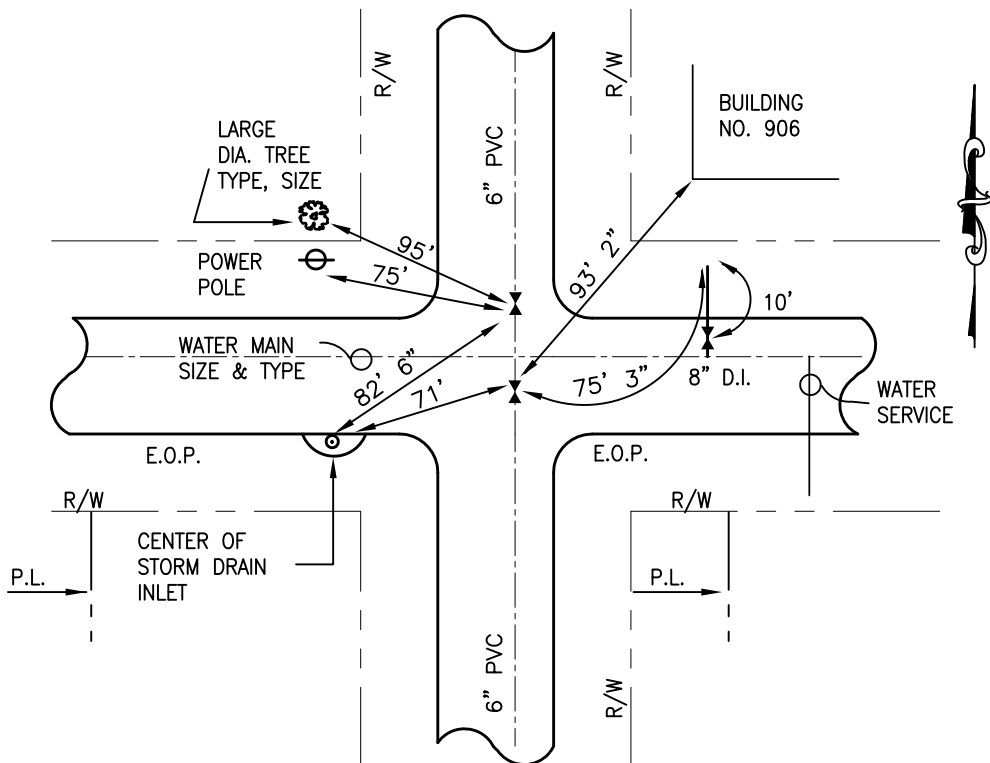 R/W
R/W
6" PVC
BUILDING
NO. 906
LARGE
DIA. TREE
TYPE, SIZE
POWER
POLE
95'
75'
93' 2"
10'
WATER MAIN
SIZE & TYPE
82' 6"
71'
75' 3"
8" D.I.
WATER
SERVICE
E.O.P.
E.O.P.
R/W
R/W
CENTER OF
STORM DRAIN
INLET
P.L.
P.L.
6" PVC
R/W